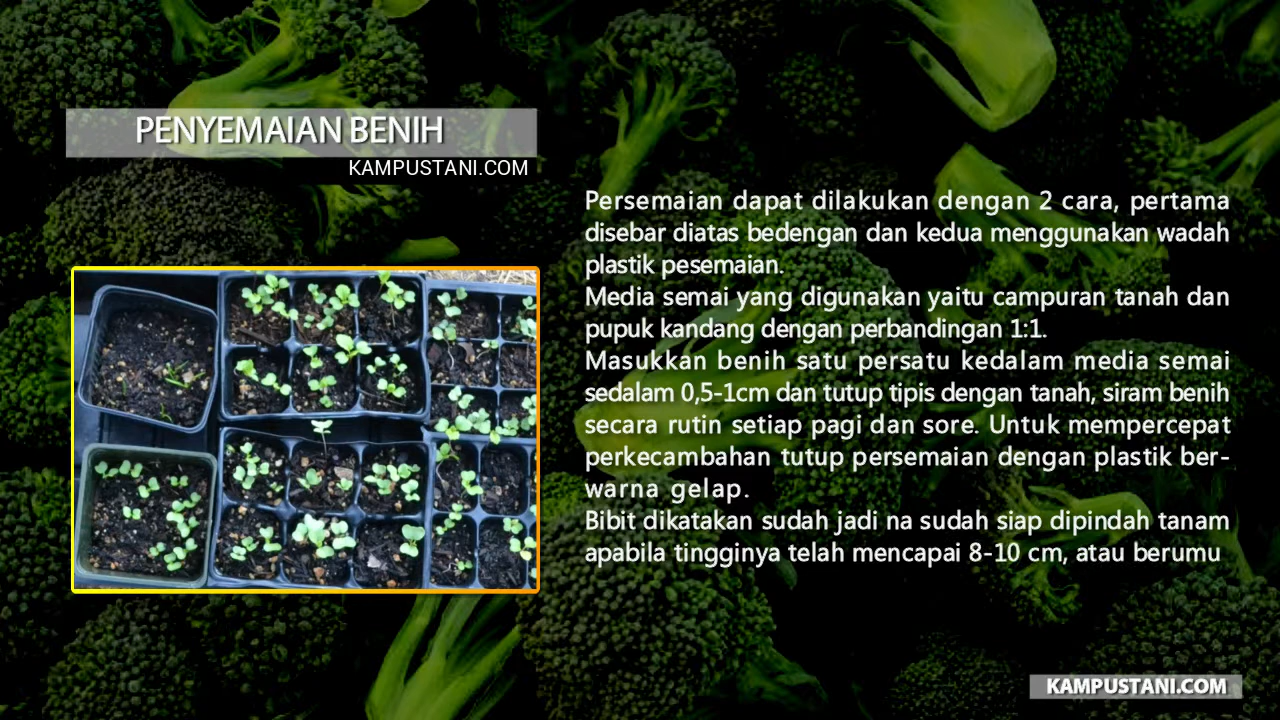 PENYEMAIAN BENIH
KAMPUSTANI.COM
Persemaian dapat dilakukan dengan 2 cara, pertama
disebar diatas bedengan dan kedua menggunakan wadah
plastik pesemaian.
Media semai yang digunakan yaitu campuran tanah dan
pupuk kandang dengan perbandingan 1:1.
Masukkan benih satu persatu kedalam media semai
sedalam 0,5-1cm dan tutup tipis dengan tanah, siram benih
secara rutin setiap pagi dan sore. Untuk mempercepat
perkecambahan tutup persemaian dengan plastik ber-
warna gelap.
Bibit dikatakan sudah jadi na sudah siap dipindah tanam
apabila tingginya telah mencapai 8-10 cm, atau berumu
KAMPUSTANI.COM